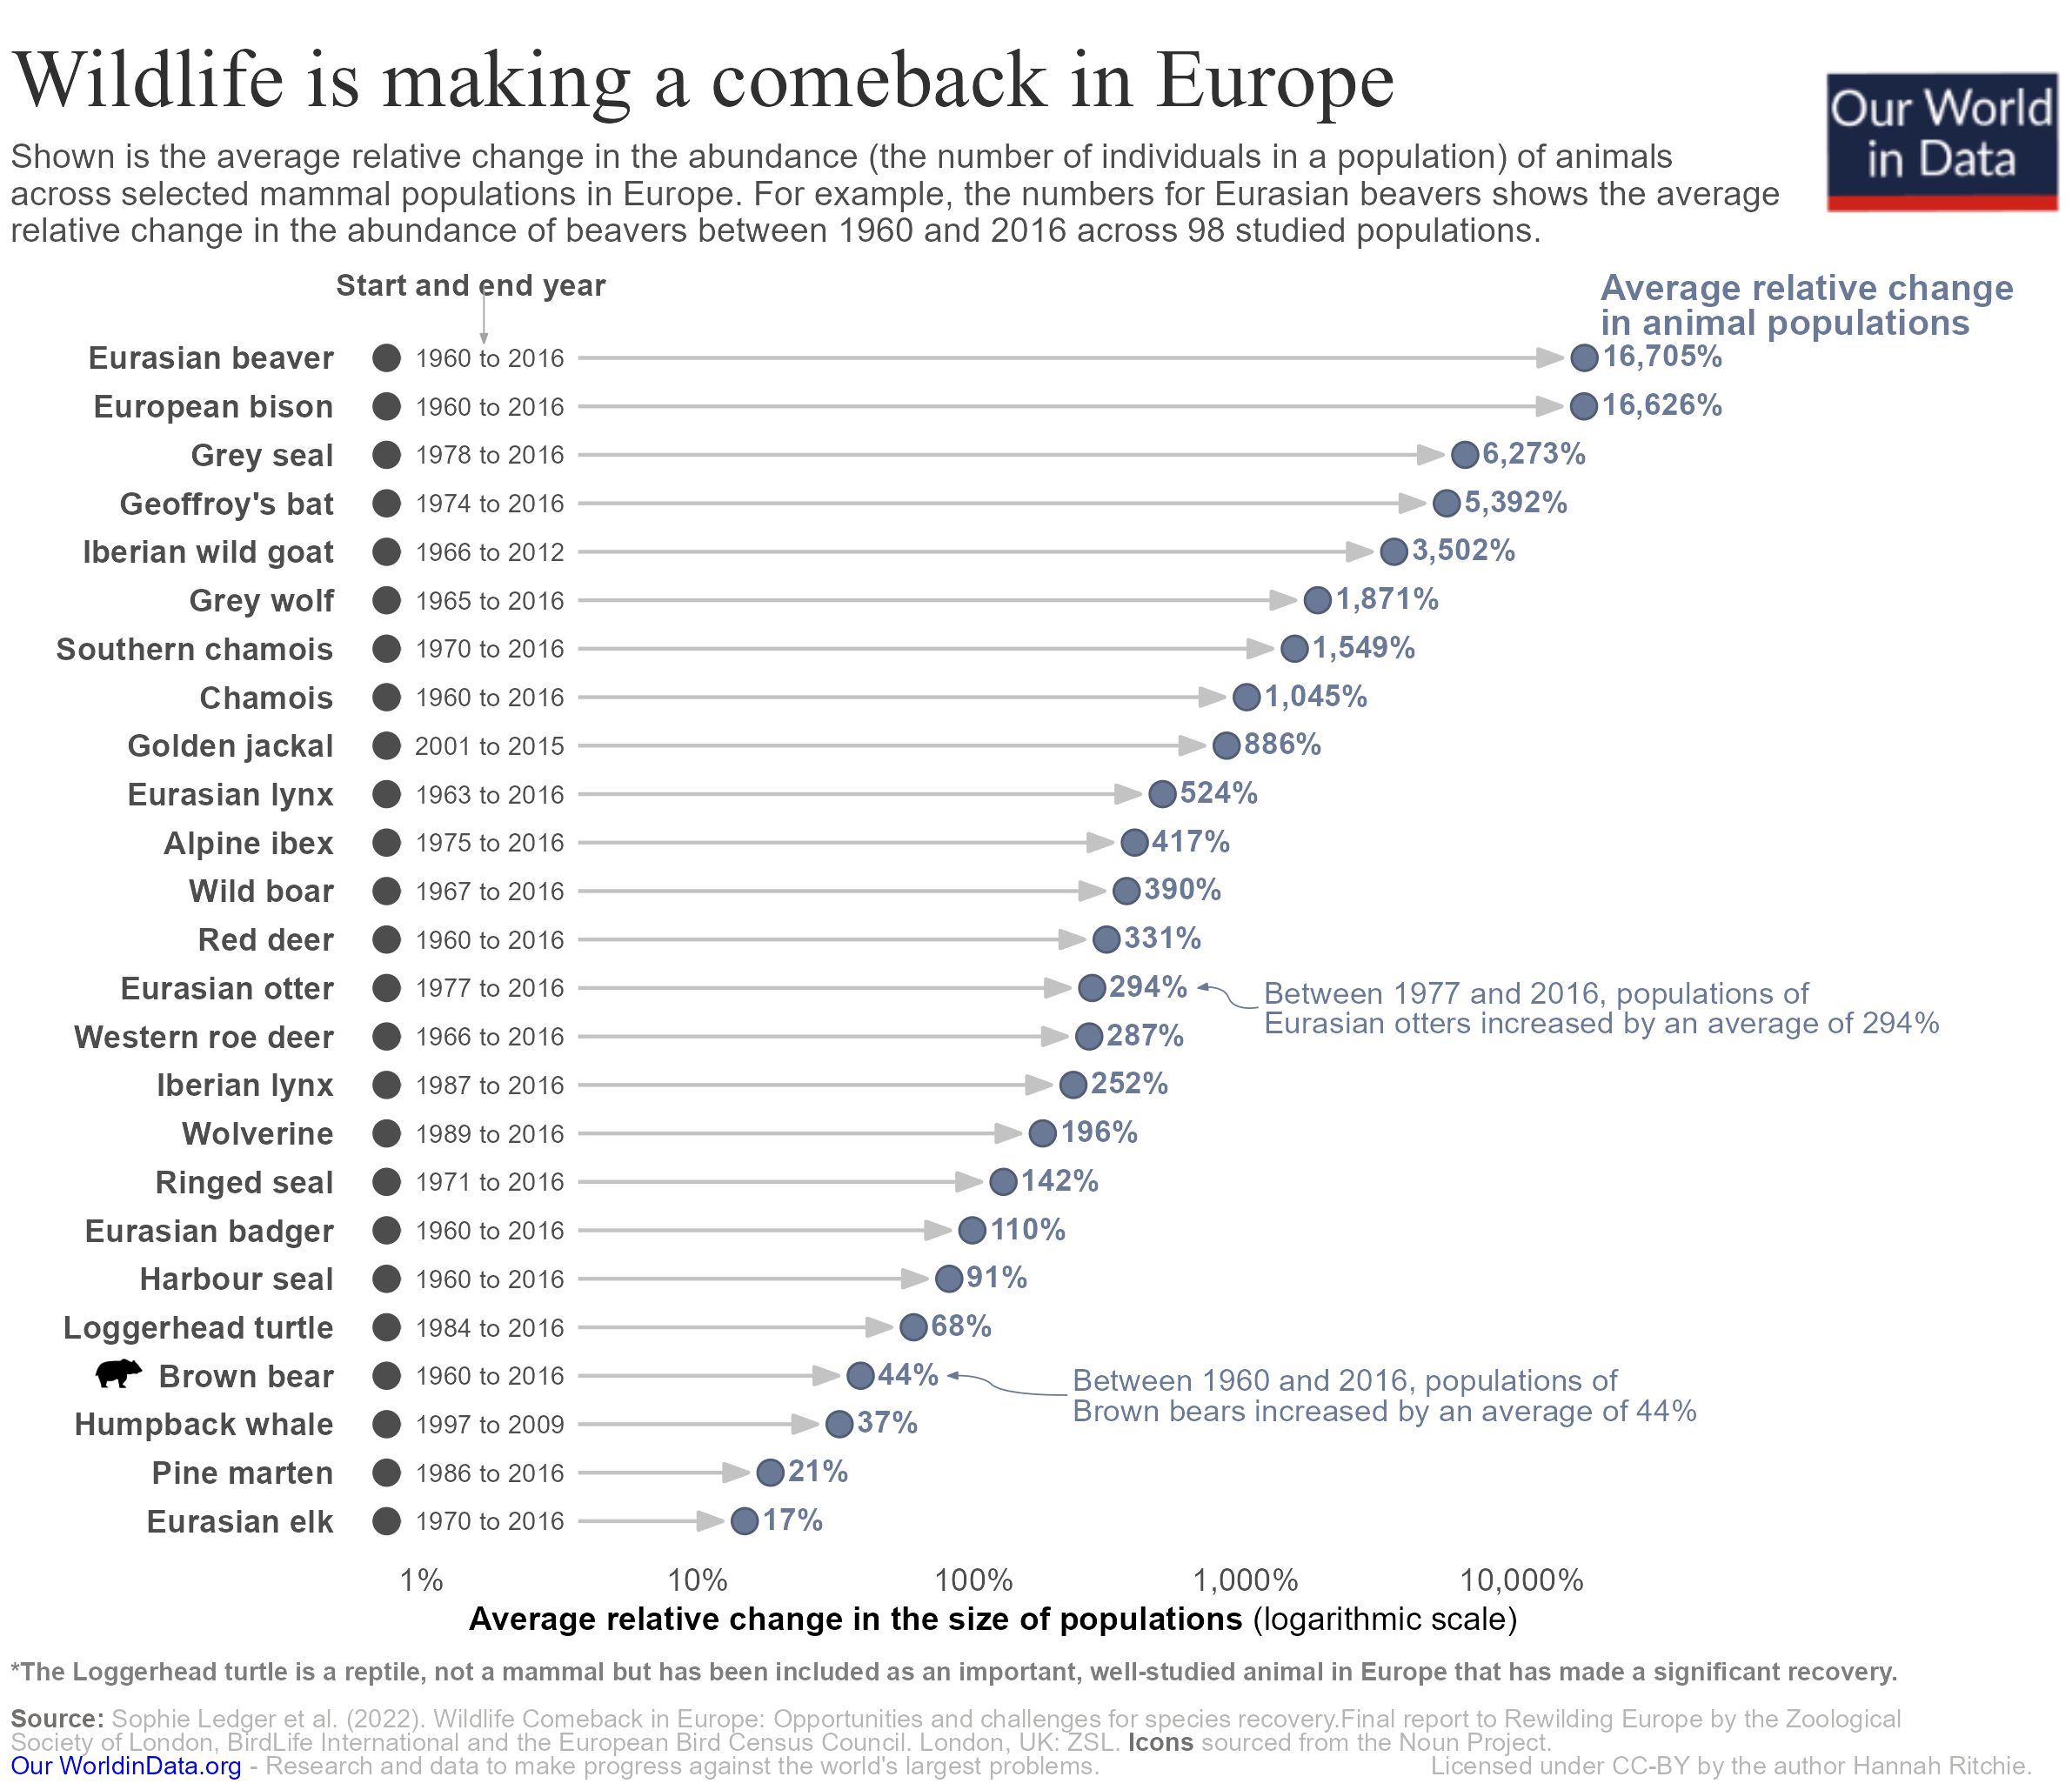 Wildlife is making a comeback in Europe
Our World
in Data
Shown is the average relative change in the abundance (the number of individuals in a population) of animals
across selected mammal populations in Europe. For example, the numbers for Eurasian beavers shows the average
relative change in the abundance of beavers between 1960 and 2016 across 98 studied populations.
Start and end year
Average relative change
in animal populations
Eurasian beaver 1960 to 2016 16,705%
European bison 1960 to 2016 16,626%
Grey seal 1978 to 2016 6,273%
Geoffroy's bat 1974 to 2016 5,392%
Iberian wild goat 1966 to 2012 3,502%
Grey wolf 1965 to 2016 1,871%
Southern chamois 1970 to 2016 1,549%
Chamois 1960 to 2016 1,045%
Golden jackal 2001 to 2015 886%
Eurasian lynx 1963 to 2016 524%
Alpine ibex 1975 to 2016 417%
Wild boar 1967 to 2016 390%
Red deer 1960 to 2016 331%
Eurasian otter 1977 to 2016 294%
Between 1977 and 2016, populations of
Eurasian otters increased by an average of 294%
Western roe deer 1966 to 2016 287%
Iberian lynx 1987 to 2016 252%
Wolverine 1989 to 2016 196%
Ringed seal 1971 to 2016 142%
Eurasian badger 1960 to 2016 110%
Harbour seal 1960 to 2016 91%
Loggerhead turtle 1984 to 2016 68%
Brown bear 1960 to 2016 44%
Between 1960 and 2016, populations of
Brown bears increased by an average of 44%
Humpback whale 1997 to 2009 37%
Pine marten 1986 to 2016 21%
Eurasian elk 1970 to 2016 17%
1% 10% 100% 1,000% 10,000%
Average relative change in the size of populations (logarithmic scale)
*The Loggerhead turtle is a reptile, not a mammal but has been included as an important, well-studied animal in Europe that has made a significant recovery.
Source: Sophie Ledger et al. (2022). Wildlife Comeback in Europe: Opportunities and challenges for species recovery.Final report to Rewilding Europe by the Zoological
Society of London, BirdLife International and the European Bird Census Council. London, UK: ZSL. Icons sourced from the Noun Project.
Our WorldinData.org - Research and data to make progress against the world's largest problems. Licensed under CC-BY by the author Hannah Ritchie.